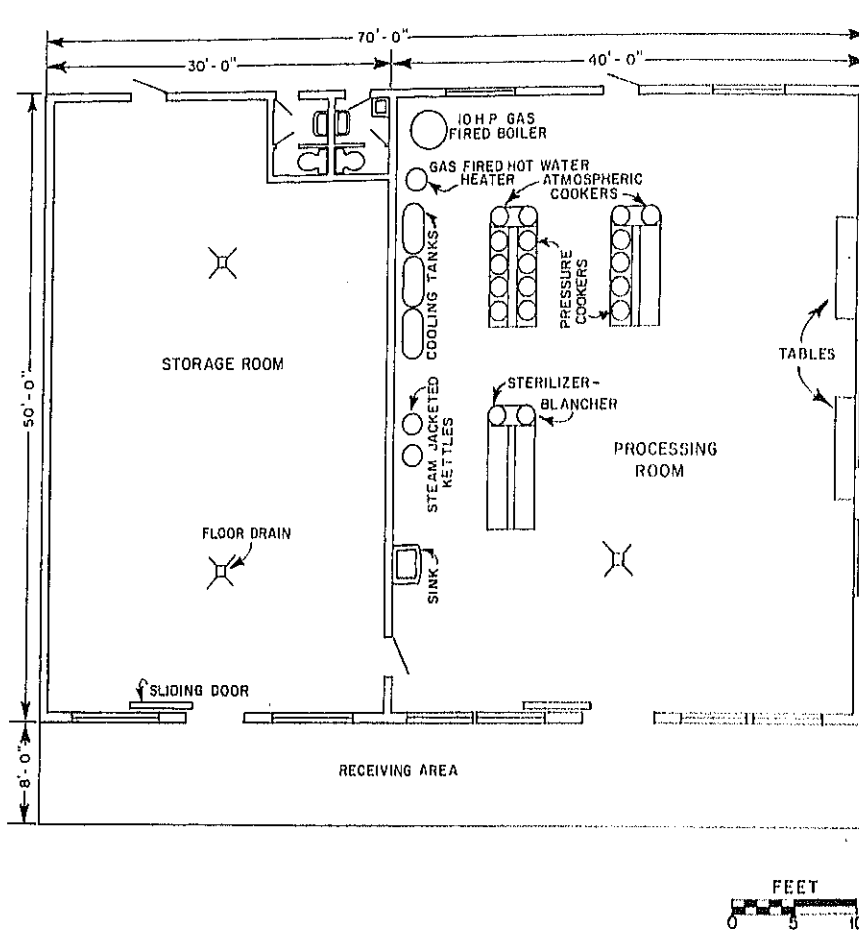 70'-0"
30'-0"
40'-0"
10 H P GAS
FIRED BOILER
GAS FIRED HOT WATER
HEATER
ATMOSPHERIC
COOKERS
COOLING TANKS
PRESSURE
COOKERS
STORAGE ROOM
TABLES
50'-0"
STERILIZER-
BLANCHER
STEAM JACKETED
KETTLES
PROCESSING
ROOM
FLOOR DRAIN
SINK
SLIDING DOOR
8'-0"
RECEIVING AREA
FEET
0 5 10